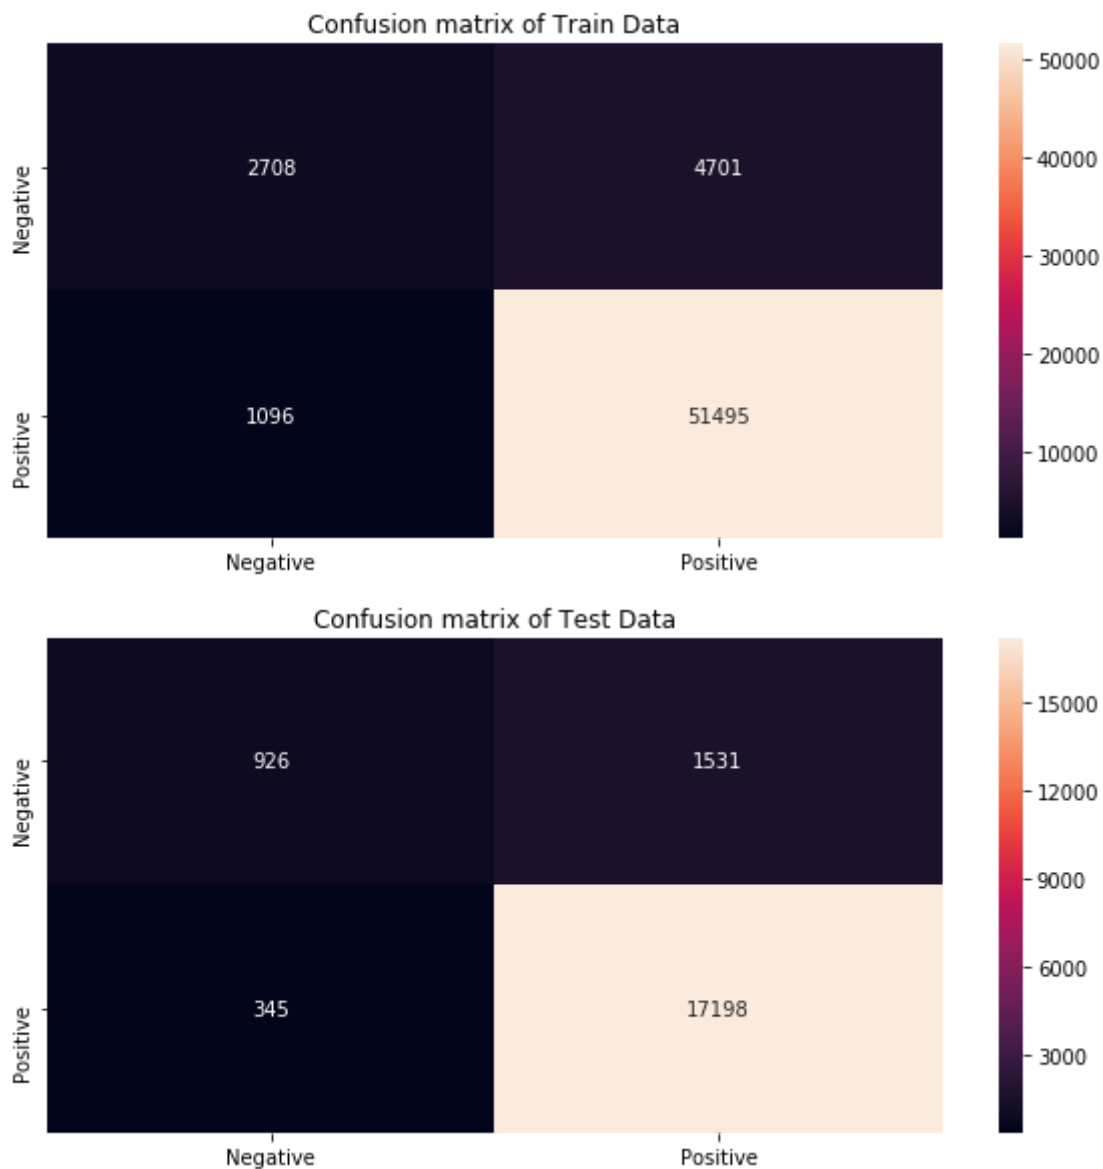 Confusion matrix of Train Data
Negative
2708
4701
Positive
1096
51495
Negative
Positive
50000
40000
30000
20000
10000
Confusion matrix of Test Data
Negative
926
1531
Positive
345
17198
Negative
Positive
15000
12000
9000
6000
3000